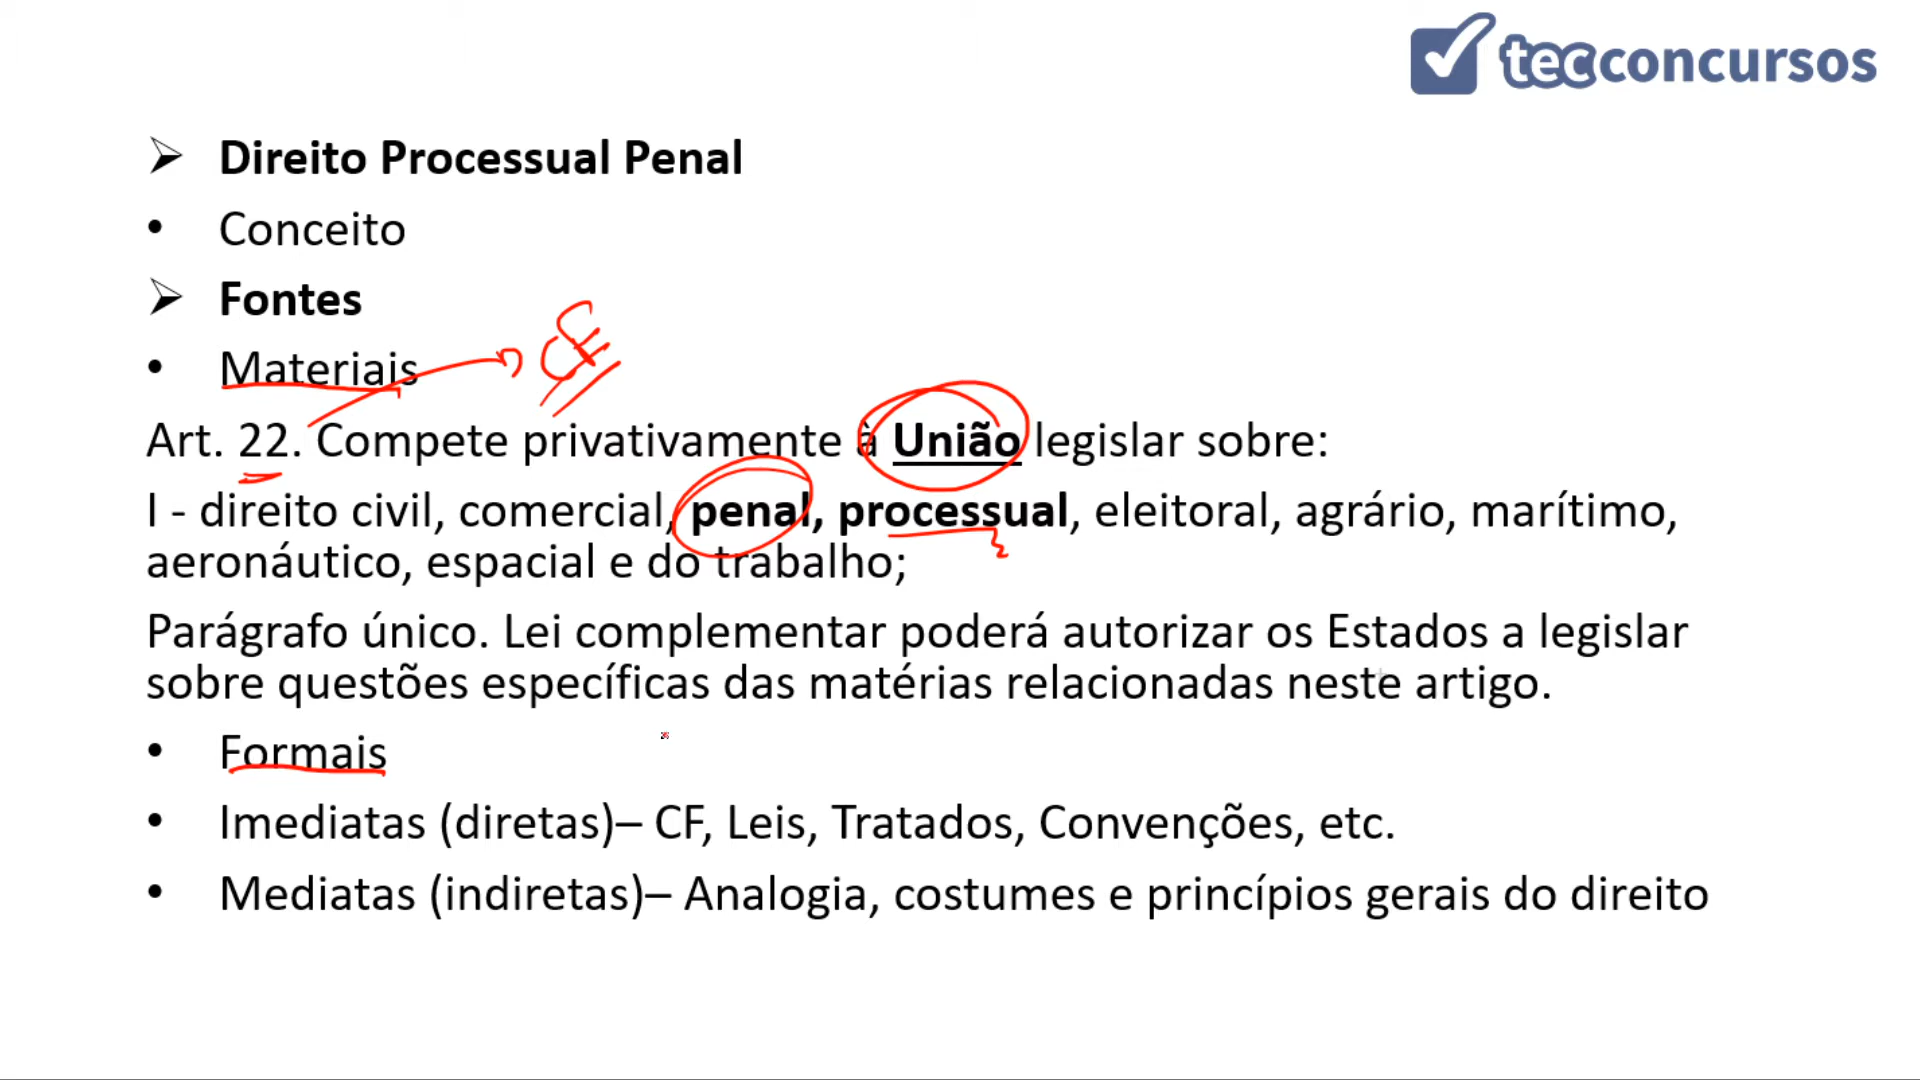 tecconcursos
➢ Direito Processual Penal
• Conceito
➢ Fontes
• Materiais
CF
Art. 22. Compete privativamente à União legislar sobre:
I - direito civil, comercial, penal, processual, eleitoral, agrário, marítimo,
aeronáutico, espacial e do trabalho;
Parágrafo único. Lei complementar poderá autorizar os Estados a legislar
sobre questões específicas das matérias relacionadas neste artigo.
• Formais
• Imediatas (diretas)– CF, Leis, Tratados, Convenções, etc.
• Mediatas (indiretas)– Analogia, costumes e princípios gerais do direito